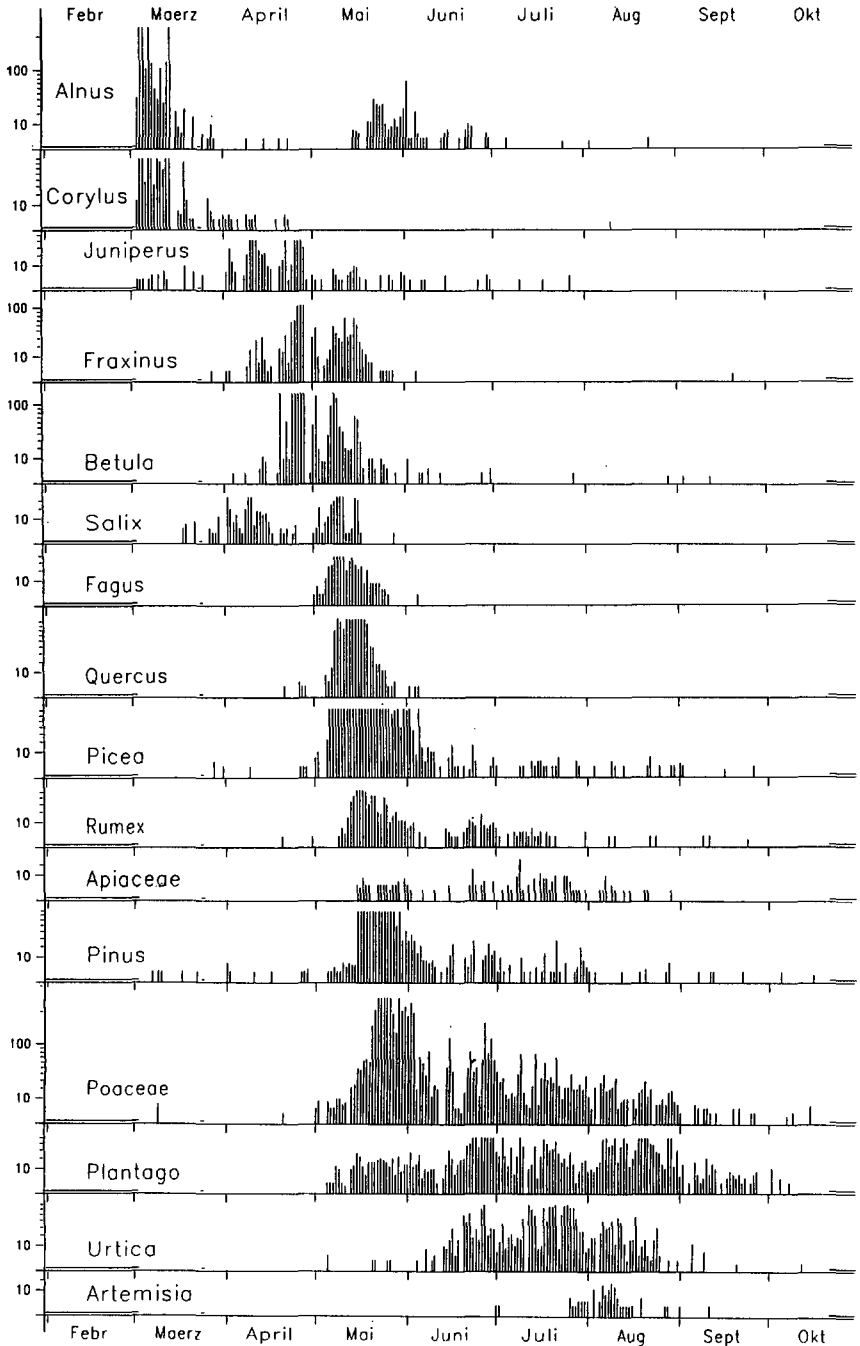 Febr Maerz April Mai Juni Juli Aug Sept Okt
100
Alnus
10
Corylus
10
Juniperus
10
100
Fraxinus
10
100
Betula
10
Salix
10
Fagus
10
Quercus
10
Picea
10
Rumex
10
Apiaceae
10
Pinus
10
100
Poaceae
10
Plantago
10
Urtica
10
Artemisia
10
Febr Maerz April Mai Juni Juli Aug Sept Okt